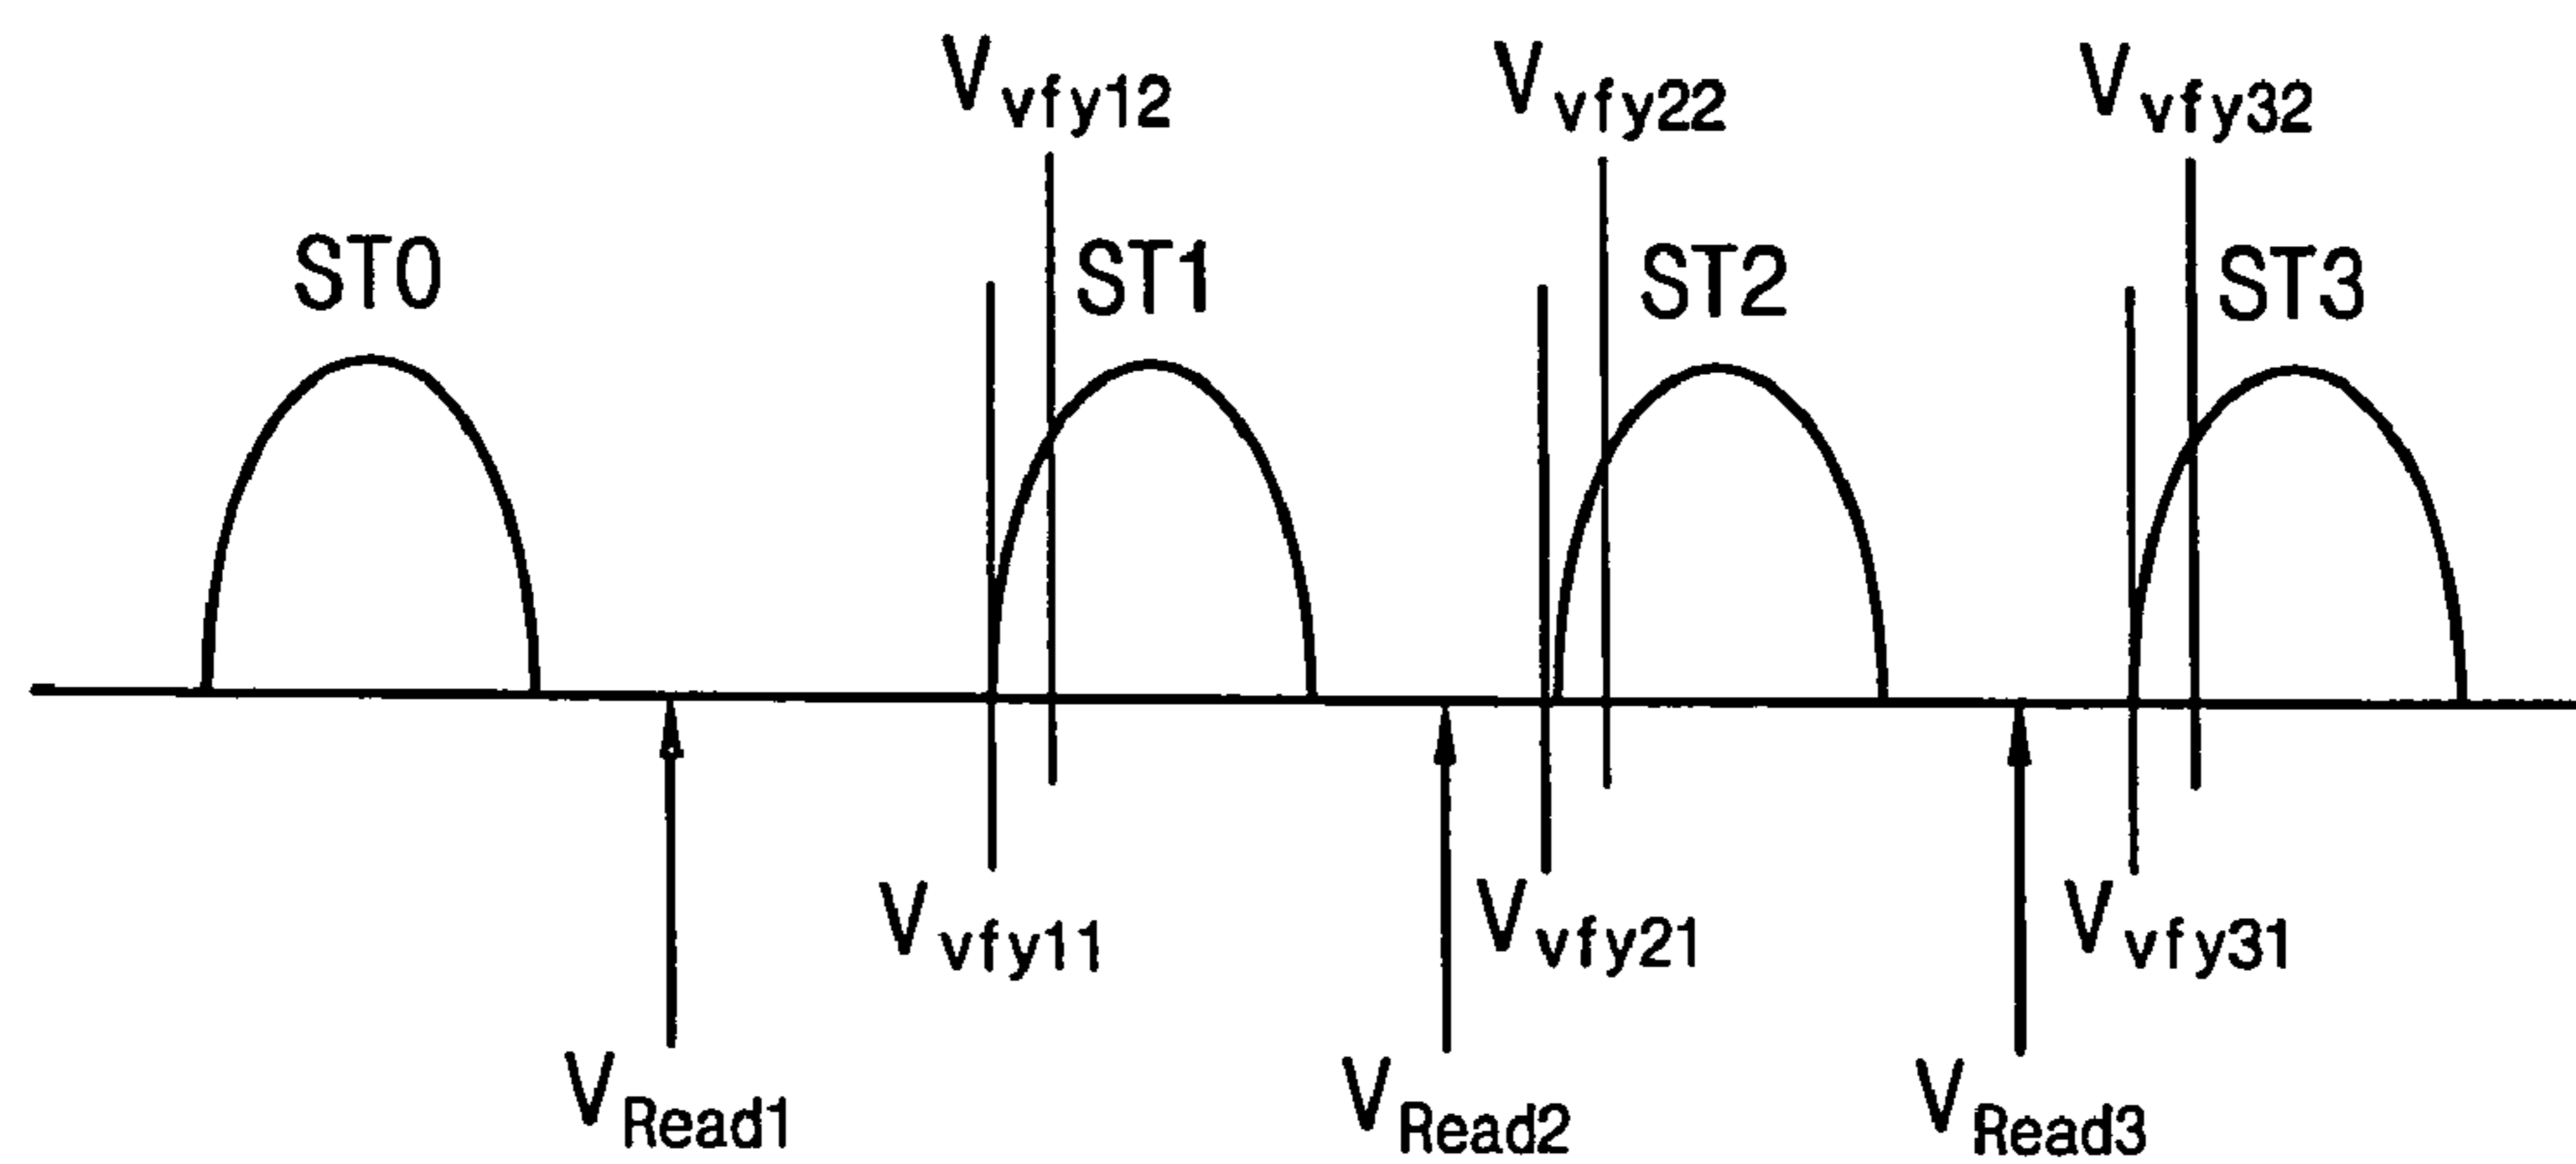 Vvfy12 Vvfy22 Vvfy32
ST0 ST1 ST2 ST3
Vvfy11 Vvfy21 Vvfy31
VRead1 VRead2 VRead3